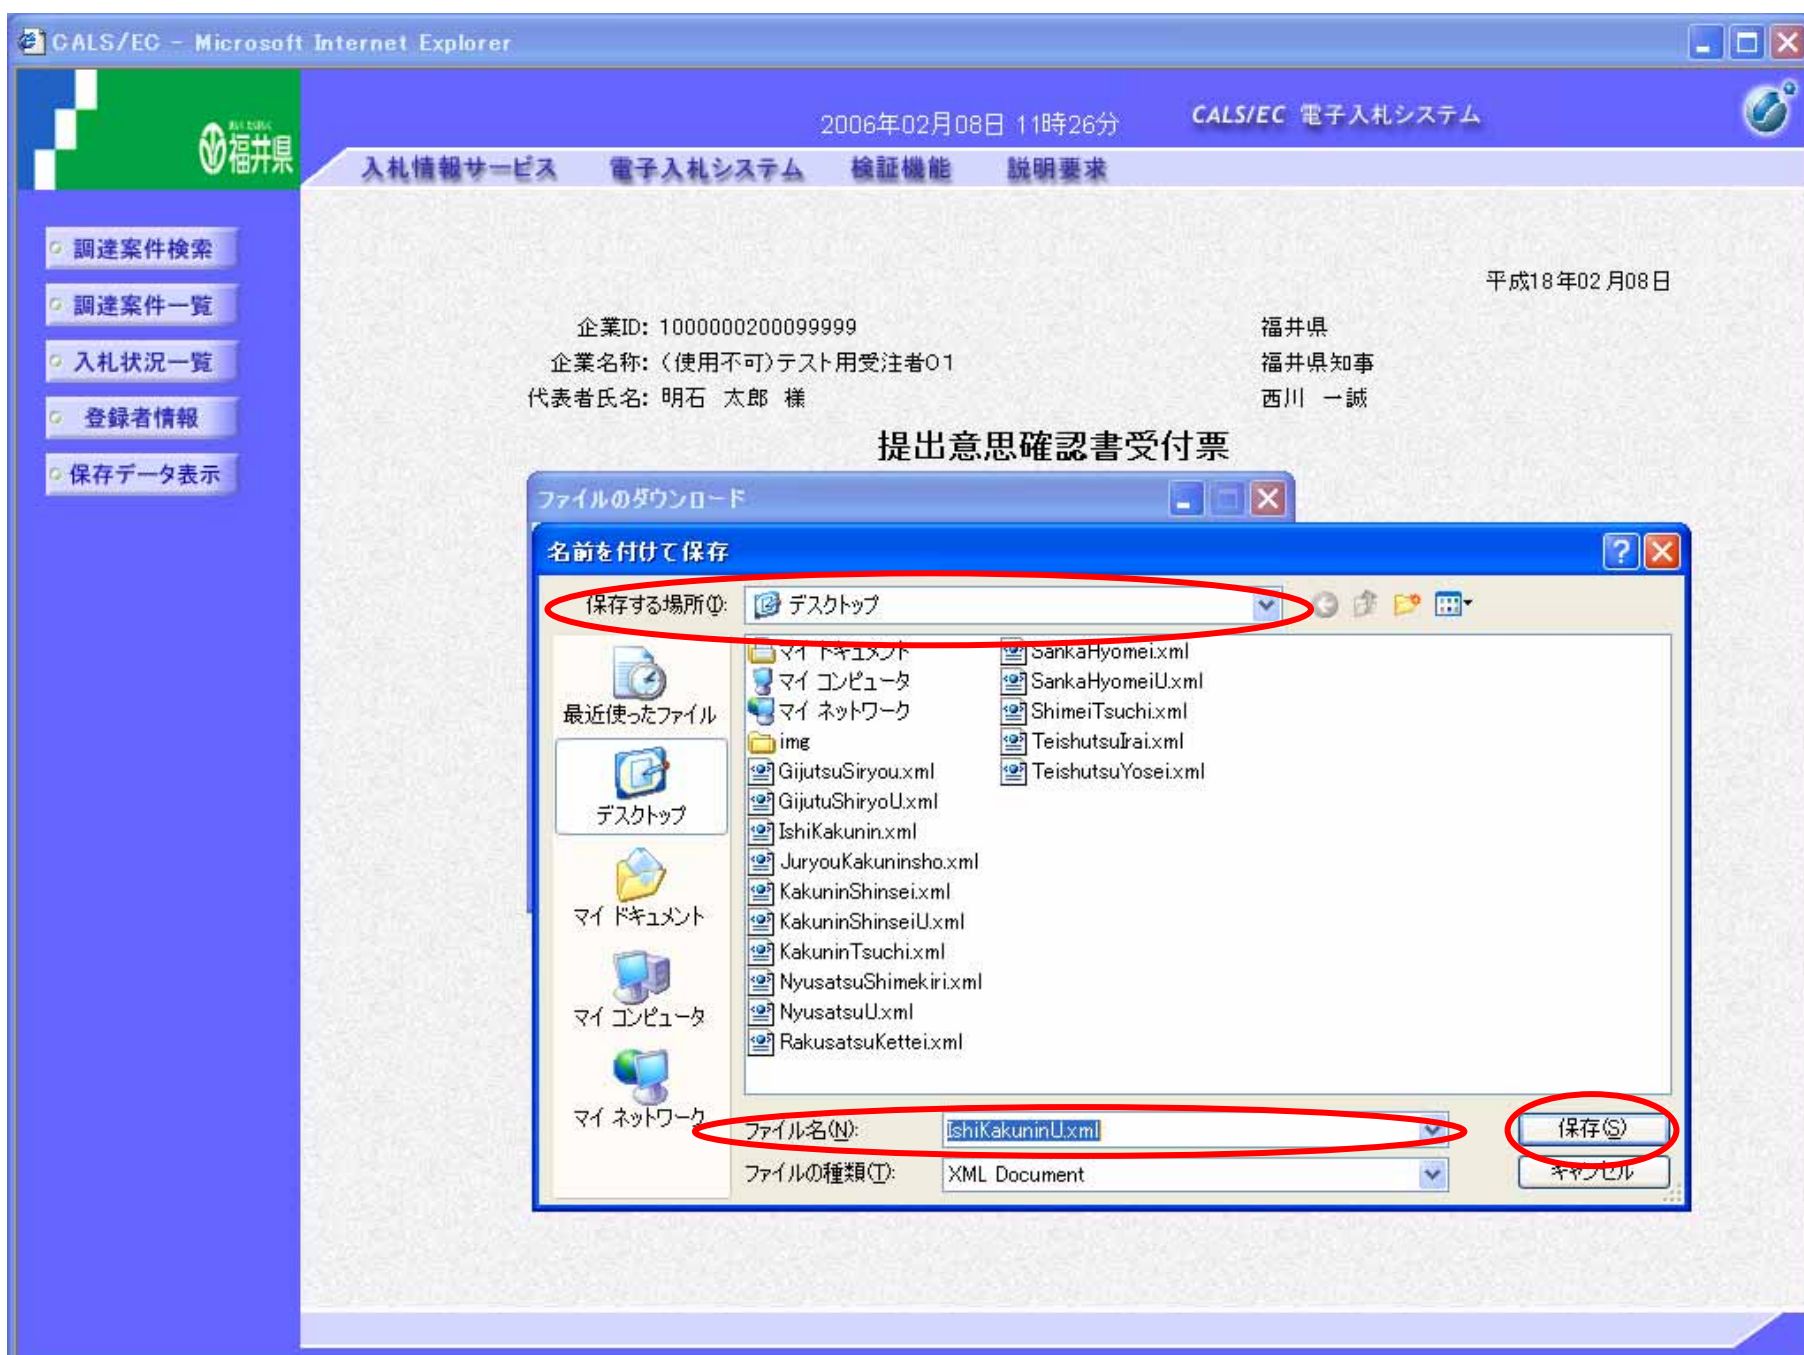 CALS/EC - Microsoft Internet Explorer
福井県
2006年02月08日 11時26分
CALS/EC 電子入札システム
入札情報サービス 電子入札システム 検証機能 説明要求
調達案件検索
調達案件一覧
入札状況一覧
登録者情報
保存データ表示
平成18年02月08日
企業ID: 1000000200099999
福井県
企業名称: (使用不可)テスト用受注者01
福井県知事
代表者氏名: 明石 太郎 様
西川 一誠
提出意思確認書受付票
ファイルのダウンロード
名前を付けて保存
保存する場所(I): デスクトップ
最近使ったファイル
デスクトップ
マイ ドキュメント
マイ コンピュータ
マイ ネットワーク
マイ ドキュメント
マイ コンピュータ
マイ ネットワーク
img
GijutsuSiryou.xml
GijutuShiryoU.xml
IshiKakunin.xml
JuryouKakuninsho.xml
KakuninShinsei.xml
KakuninShinseiU.xml
KakuninTsuchi.xml
NyusatsuShimekiri.xml
NyusatsuU.xml
RakusatsuKettei.xml
SankaHyomei.xml
SankaHyomeiU.xml
ShimeiTsuchi.xml
TeishutsuIrai.xml
TeishutsuYosei.xml
ファイル名(N): IshiKakuninU.xml
保存(S)
ファイルの種類(T): XML Document
キャンセル